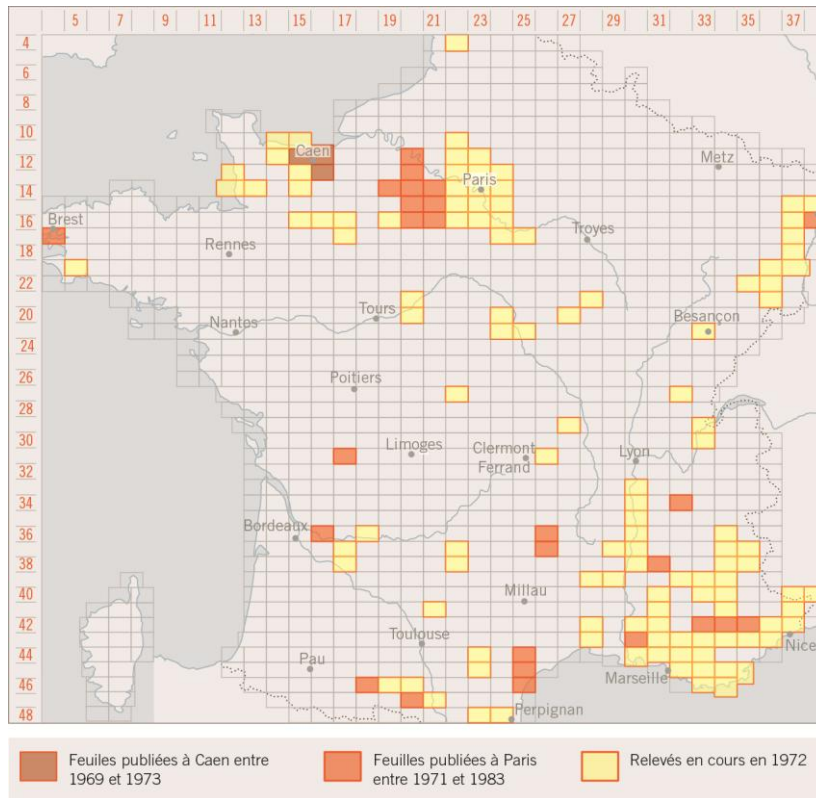 5 7 9 11 13 15 17 19 21 23 25 27 29 31 33 35 37
4
6
8
10
Caen
12
Metz
14
Paris
Brest
16
Rennes
Troyes
18
22
Tours
20
Nantes
Besançon
24
26
Poitiers
28
30
Limoges
Clermont
Ferrand
Lyon
32
34
36
Bordeaux
38
40
Millau
42
Toulouse
Nice
44
Pau
Marseille
46
Perpignan
48
Feuiles publiées à Caen entre
1969 et 1973
Feuilles publiées à Paris
entre 1971 et 1983
Relevés en cours en 1972